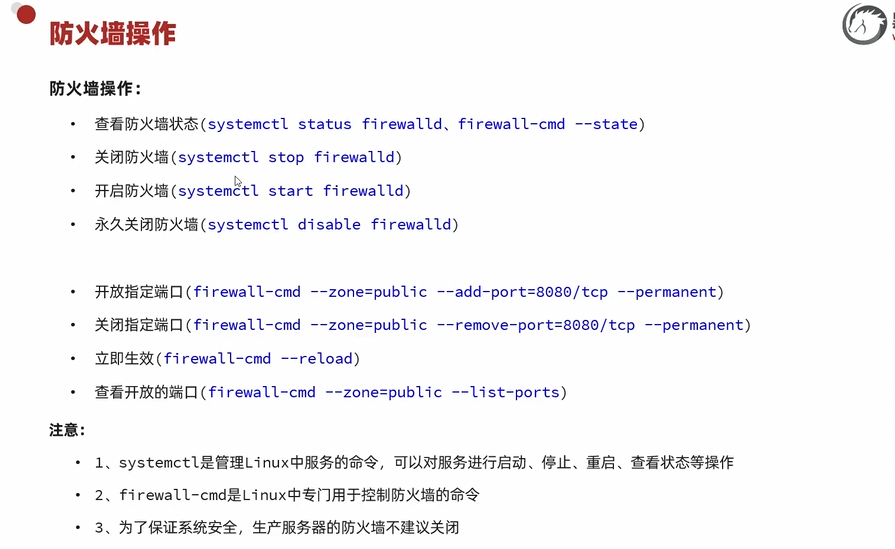 防火墙操作
防火墙操作：
• 查看防火墙状态(systemctl status firewalld、firewall-cmd --state)
• 关闭防火墙(systemctl stop firewalld)
• 开启防火墙(systemctl start firewalld)
• 永久关闭防火墙(systemctl disable firewalld)
• 开放指定端口(firewall-cmd --zone=public --add-port=8080/tcp --permanent)
• 关闭指定端口(firewall-cmd --zone=public --remove-port=8080/tcp --permanent)
• 立即生效(firewall-cmd --reload)
• 查看开放的端口(firewall-cmd --zone=public --list-ports)
注意：
• 1、systemctl是管理Linux中服务的命令，可以对服务进行启动、停止、重启、查看状态等操作
• 2、firewall-cmd是Linux中专门用于控制防火墙的命令
• 3、为了保证系统安全，生产服务器的防火墙不建议关闭